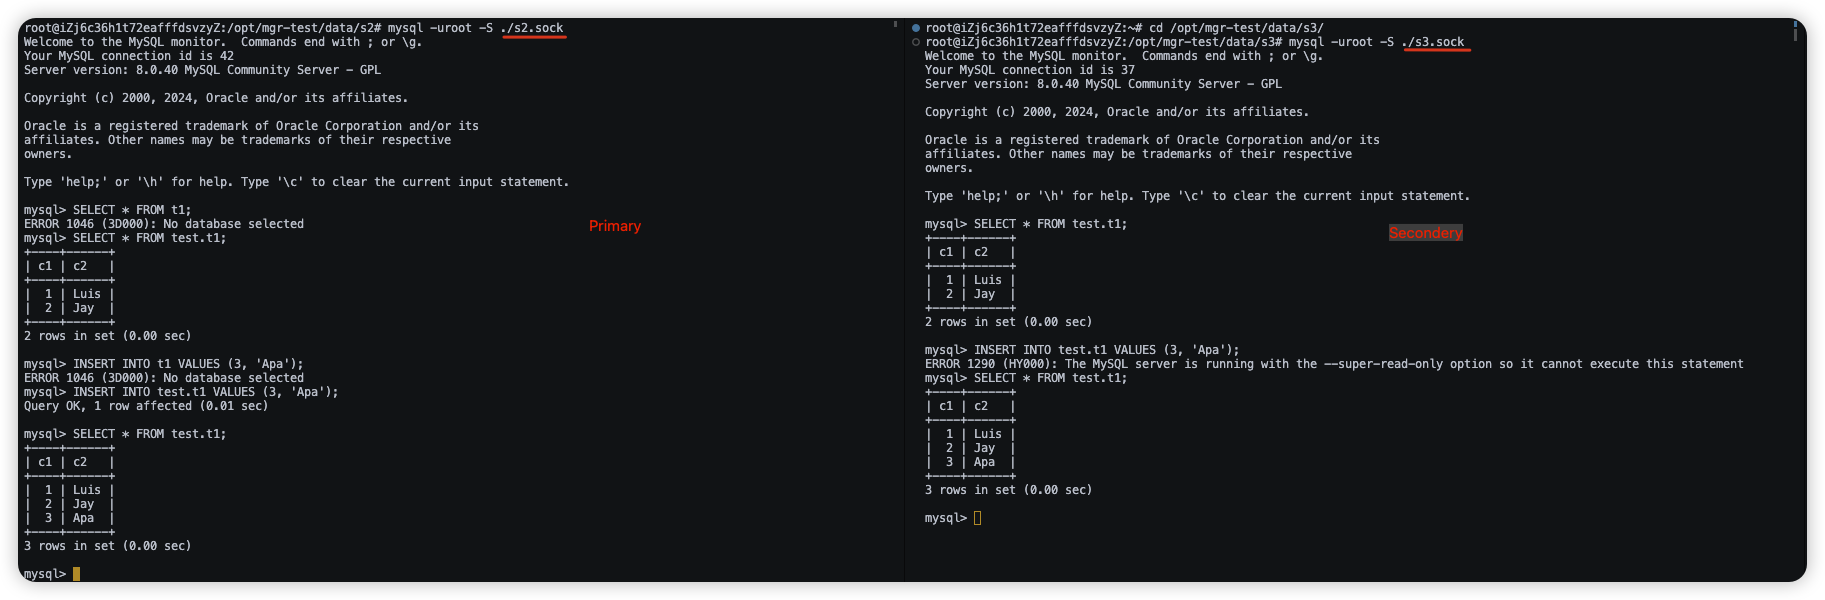 root@iZj6c36h1t72eafffdsvzyZ:/opt/mgr-test/data/s2# mysql -uroot -S ./s2.sock
Welcome to the MySQL monitor.  Commands end with ; or \g.
Your MySQL connection id is 42
Server version: 8.0.40 MySQL Community Server - GPL
Copyright (c) 2000, 2024, Oracle and/or its affiliates.
Oracle is a registered trademark of Oracle Corporation and/or its
affiliates. Other names may be trademarks of their respective
owners.
Type 'help;' or '\h' for help. Type '\c' to clear the current input statement.
mysql> SELECT * FROM t1;
ERROR 1046 (3D000): No database selected
Primary
mysql> SELECT * FROM test.t1;
+----+------+
| c1 | c2   |
+----+------+
|  1 | Luis |
|  2 | Jay  |
+----+------+
2 rows in set (0.00 sec)
mysql> INSERT INTO t1 VALUES (3, 'Apa');
ERROR 1046 (3D000): No database selected
mysql> INSERT INTO test.t1 VALUES (3, 'Apa');
Query OK, 1 row affected (0.01 sec)
mysql> SELECT * FROM test.t1;
+----+------+
| c1 | c2   |
+----+------+
|  1 | Luis |
|  2 | Jay  |
|  3 | Apa  |
+----+------+
3 rows in set (0.00 sec)
mysql>
root@iZj6c36h1t72eafffdsvzyZ:~# cd /opt/mgr-test/data/s3/
root@iZj6c36h1t72eafffdsvzyZ:/opt/mgr-test/data/s3# mysql -uroot -S ./s3.sock
Welcome to the MySQL monitor.  Commands end with ; or \g.
Your MySQL connection id is 37
Server version: 8.0.40 MySQL Community Server - GPL
Copyright (c) 2000, 2024, Oracle and/or its affiliates.
Oracle is a registered trademark of Oracle Corporation and/or its
affiliates. Other names may be trademarks of their respective
owners.
Type 'help;' or '\h' for help. Type '\c' to clear the current input statement.
mysql> SELECT * FROM test.t1;
Secondery
+----+------+
| c1 | c2   |
+----+------+
|  1 | Luis |
|  2 | Jay  |
+----+------+
2 rows in set (0.00 sec)
mysql> INSERT INTO test.t1 VALUES (3, 'Apa');
ERROR 1290 (HY000): The MySQL server is running with the --super-read-only option so it cannot execute this statement
mysql> SELECT * FROM test.t1;
+----+------+
| c1 | c2   |
+----+------+
|  1 | Luis |
|  2 | Jay  |
|  3 | Apa  |
+----+------+
3 rows in set (0.00 sec)
mysql>